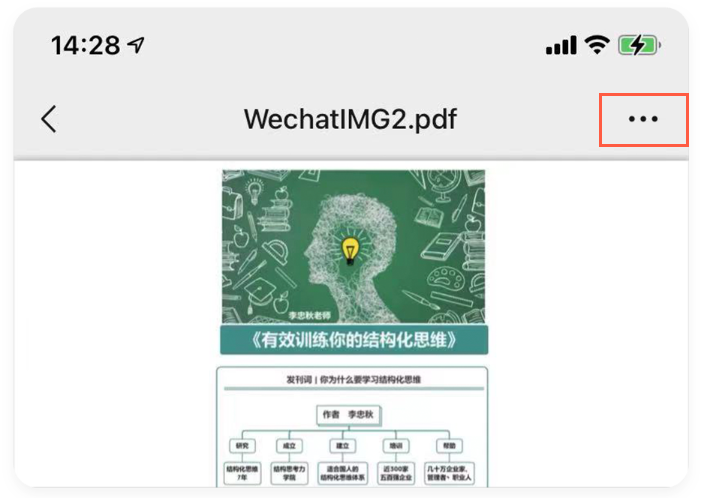 14:28
WechatIMG2.pdf
李忠秋老师
《有效训练你的结构化思维》
发刊词 | 你为什么要学习结构化思维
作者 李忠秋
研究 成立 建立 培训 帮助
结构化思维 结构思考力 适合国人的 近300家 几十万企业家、
7年 学院 结构化思维体系 五百强企业 管理者、职业人